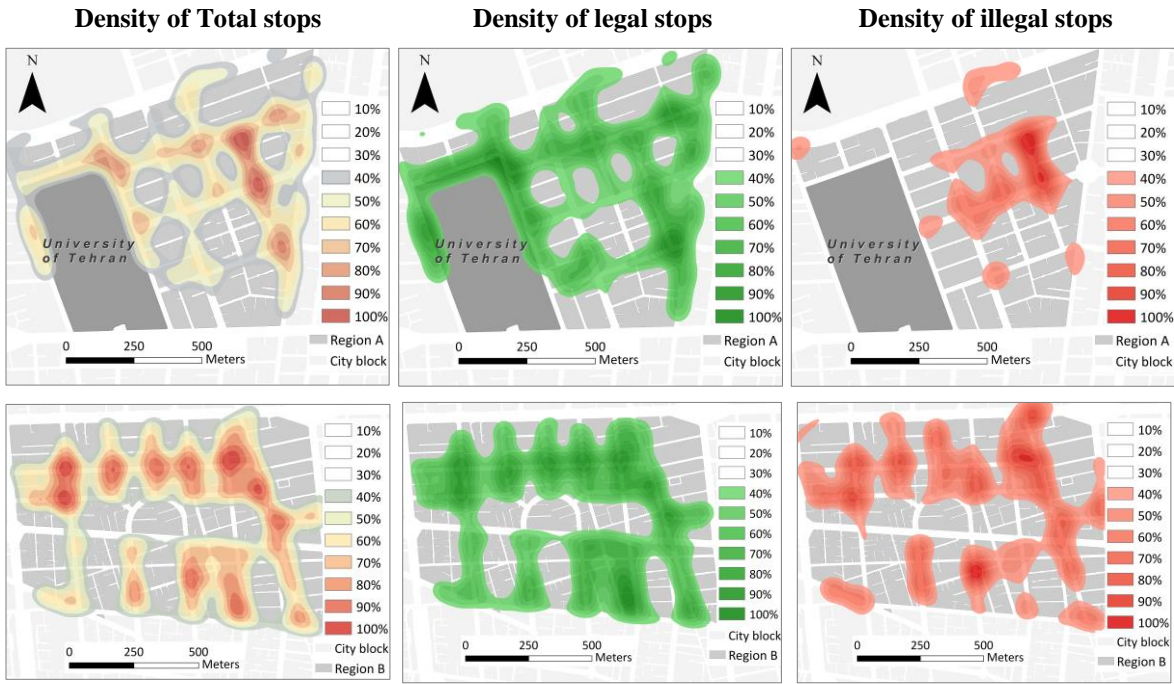 Density of Total stops
Density of legal stops
Density of illegal stops
N
10%
20%
30%
40%
50%
60%
70%
80%
90%
100%
Region A
City block
University
of Tehran
0 250 500
Meters
N
10%
20%
30%
40%
50%
60%
70%
80%
90%
100%
Region A
City block
University
of Tehran
0 250 500
Meters
N
10%
20%
30%
40%
50%
60%
70%
80%
90%
100%
Region A
City block
University
of Tehran
0 250 500
Meters
10%
20%
30%
40%
50%
60%
70%
80%
90%
100%
City block
Region B
0 250 500
Meters
10%
20%
30%
40%
50%
60%
70%
80%
90%
100%
City block
Region B
0 250 500
Meters
10%
20%
30%
40%
50%
60%
70%
80%
90%
100%
City block
Region B
0 250 500
Meters